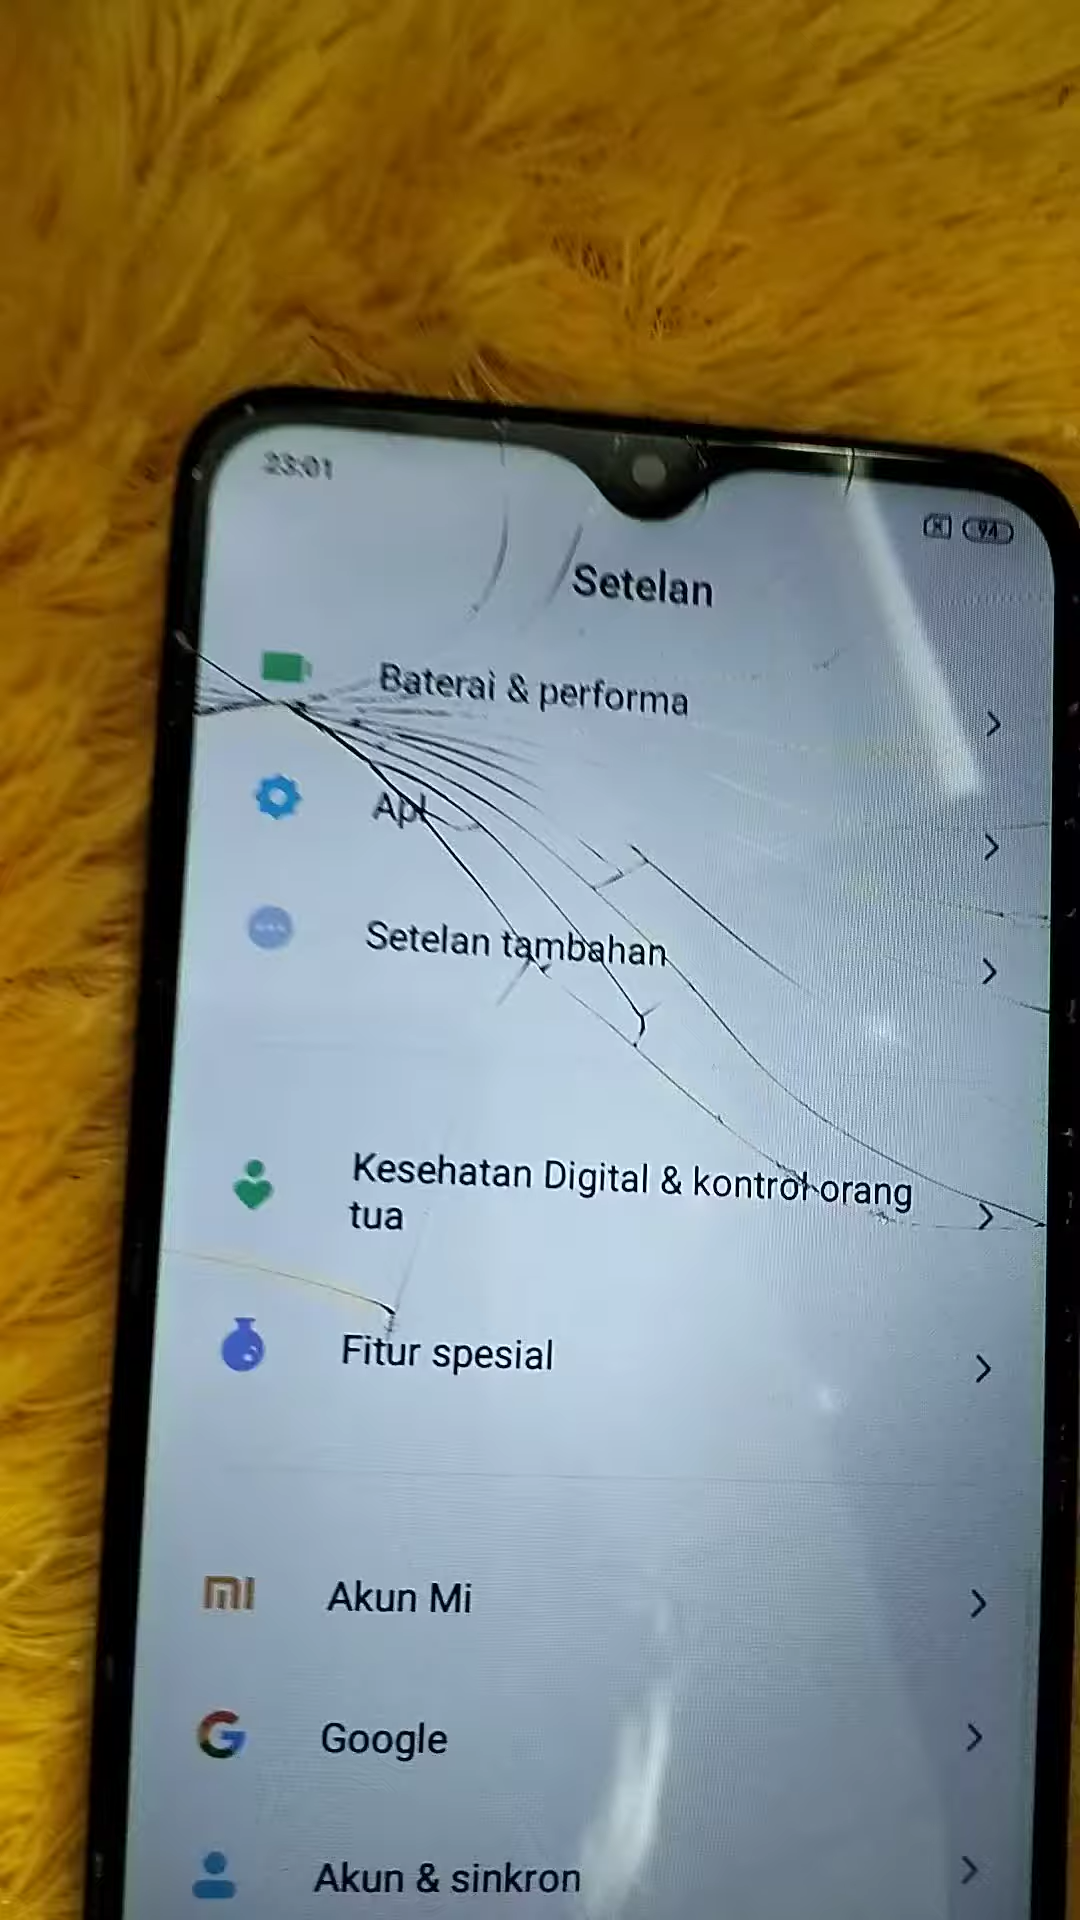 23:01
94
Setelan
Baterai & performa
Apl
Setelan tambahan
Kesehatan Digital & kontrol orang
tua
Fitur spesial
mi
Akun Mi
G
Google
Akun & sinkron